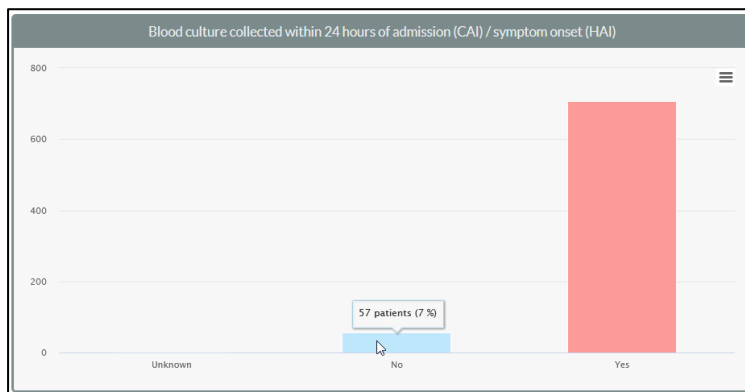 Blood culture collected within 24 hours of admission (CAI) / symptom onset (HAI)
800
600
400
200
57 patients (7 %)
0
Unknown
No
Yes